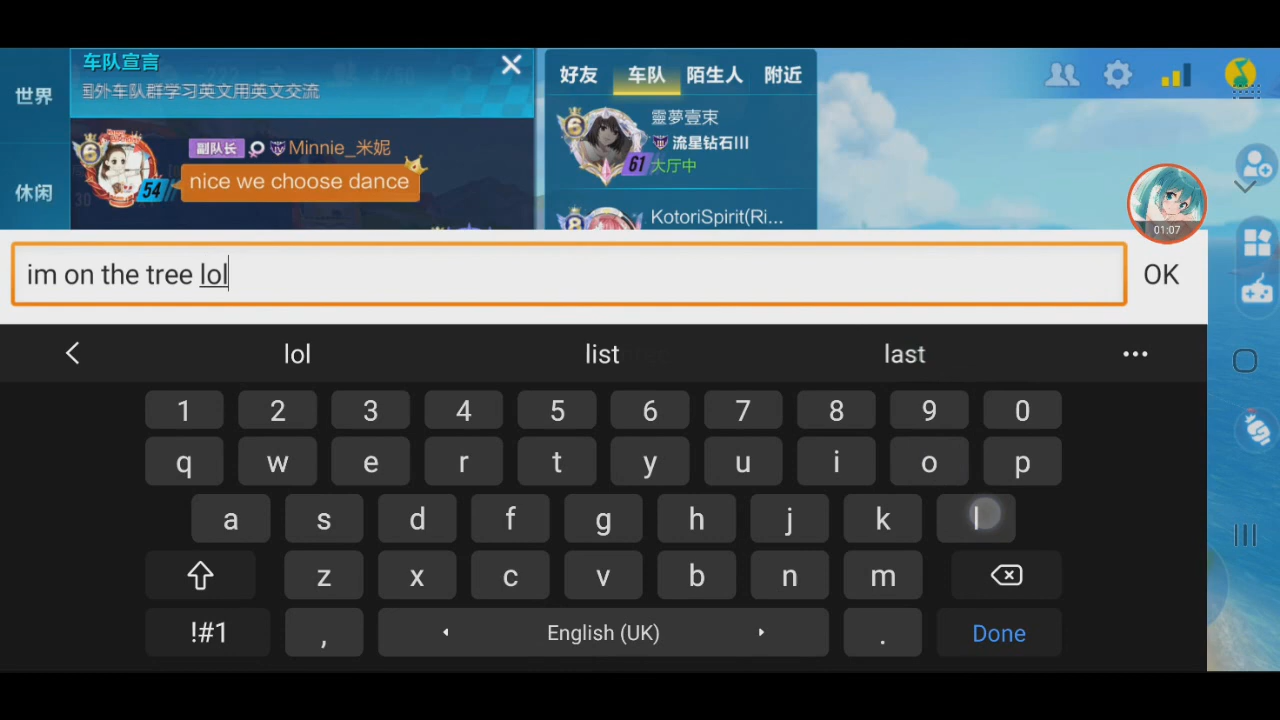 世界
休闲
车队宣言
国外车队群学习英文用英文交流
6
副队长 Minnie_米妮
nice we choose dance
54
好友 车队 陌生人 附近
6
靈夢壹束
流星钻石III
61 大厅中
8
KotoriSpirit(Ri...
01:07
im on the tree lol
OK
lol list last
1 2 3 4 5 6 7 8 9 0
q w e r t y u i o p
a s d f g h j k l
z x c v b n m
!#1 , English (UK) . Done